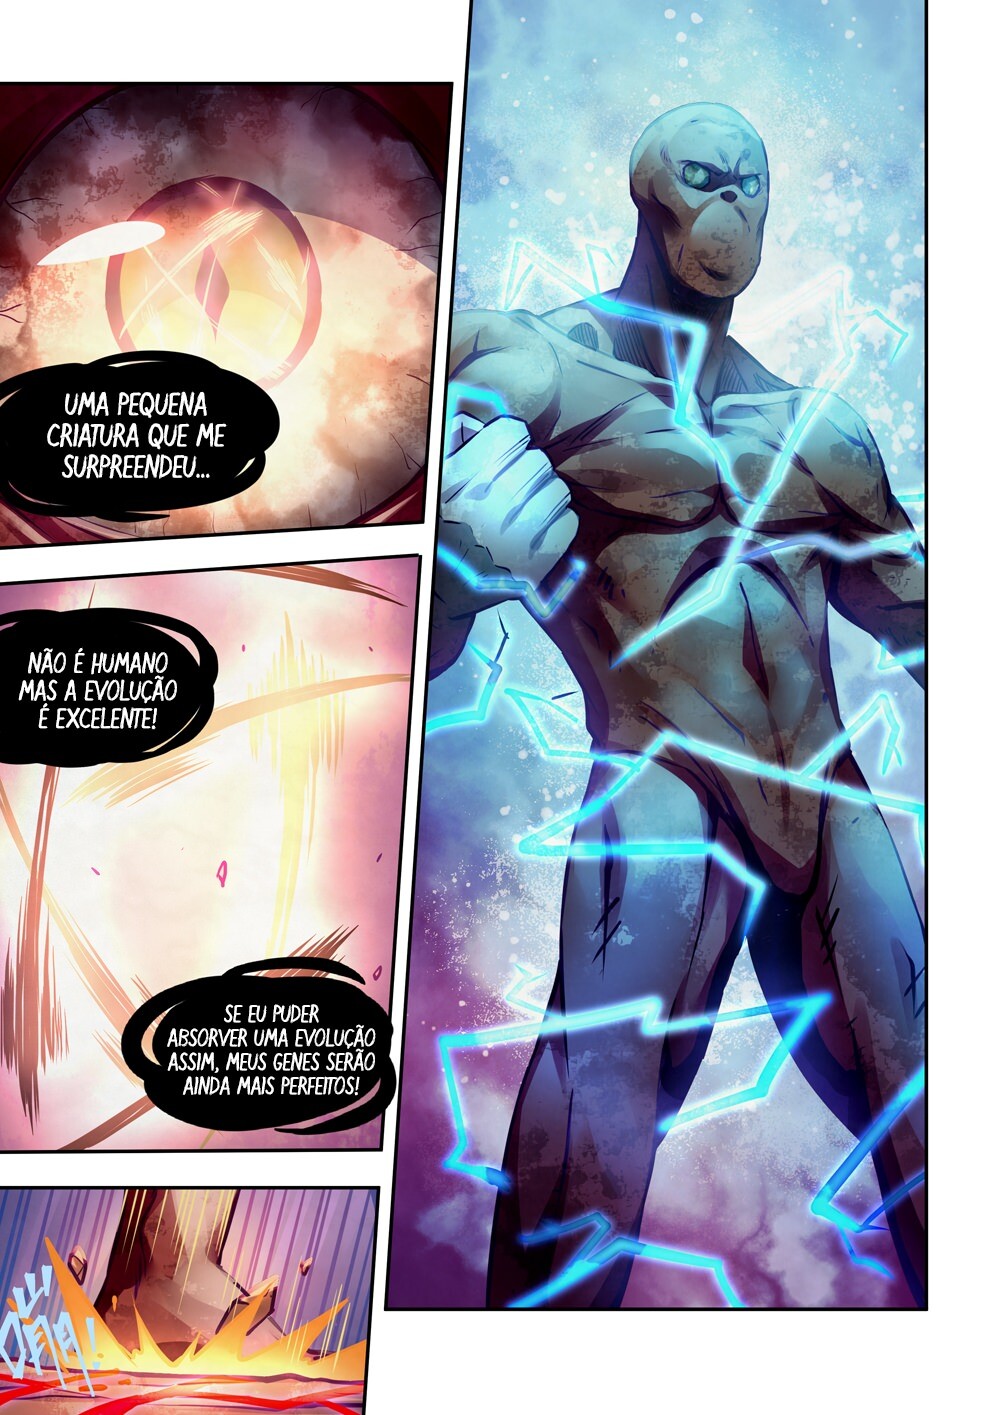 UMA PEQUENA
CRIATURA QUE ME
SURPREENDEU...
NÃO É HUMANO
MAS A EVOLUÇÃO
É EXCELENTE!
SE EU PUDER
ABSORVER UMA EVOLUÇÃO
ASSIM, MEUS GENES SERÃO
AINDA MAIS PERFEITOS!